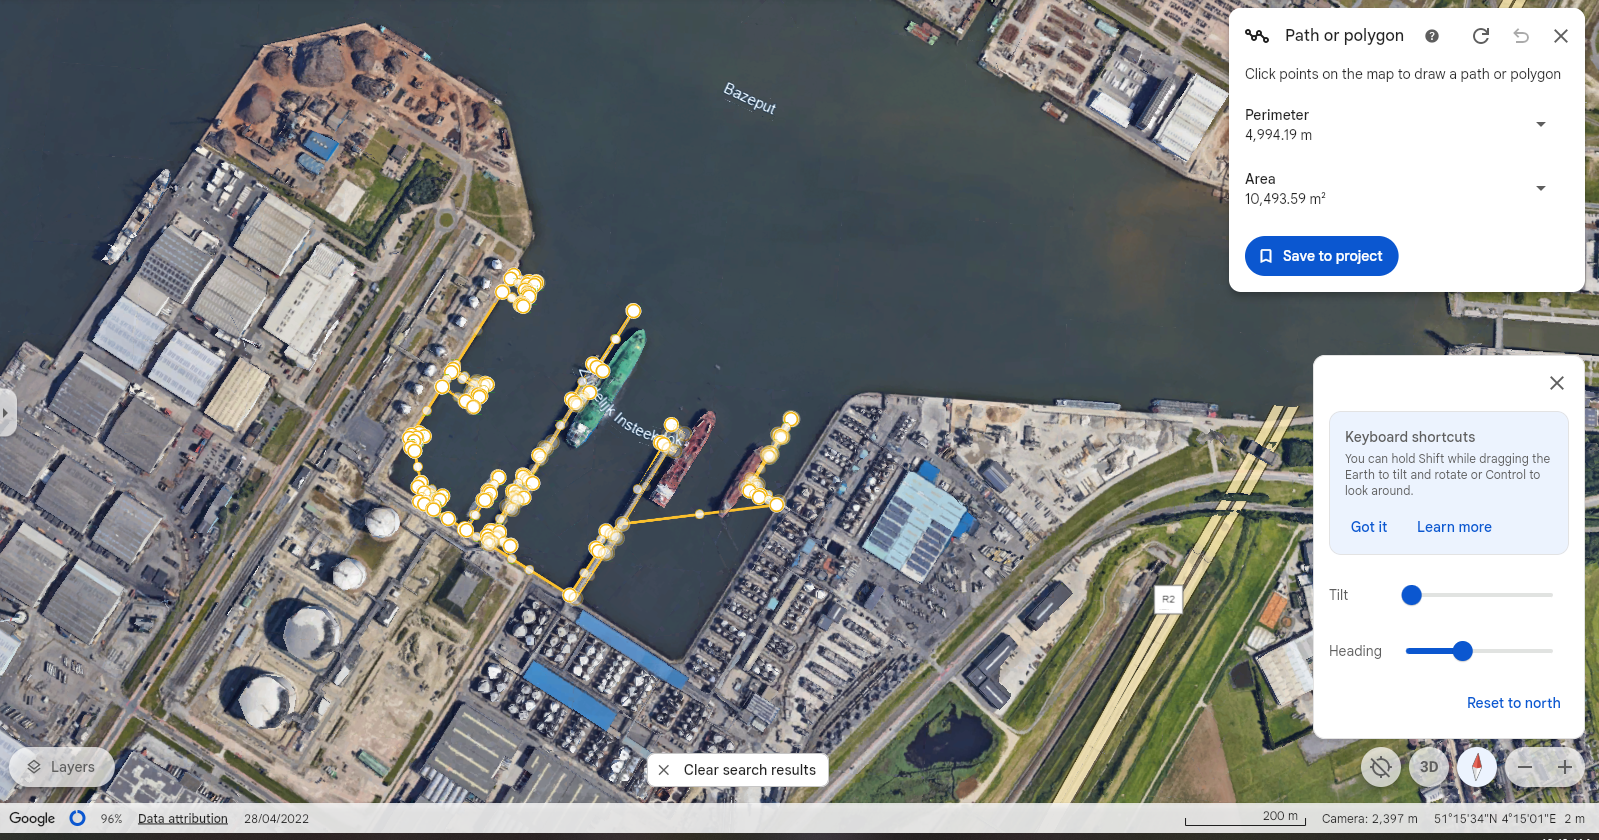 Bazeput
Path or polygon
Click points on the map to draw a path or polygon
Perimeter
4,994.19 m
Area
10,493.59 m²
Save to project
Keyboard shortcuts
You can hold Shift while dragging the
Earth to tilt and rotate or Control to
look around.
Got it
Learn more
Tilt
R2
Heading
Reset to north
Layers
Clear search results
3D
Google
96%
Data attribution
28/04/2022
200 m
Camera: 2,397 m
51°15'34"N 4°15'01"E
2 m